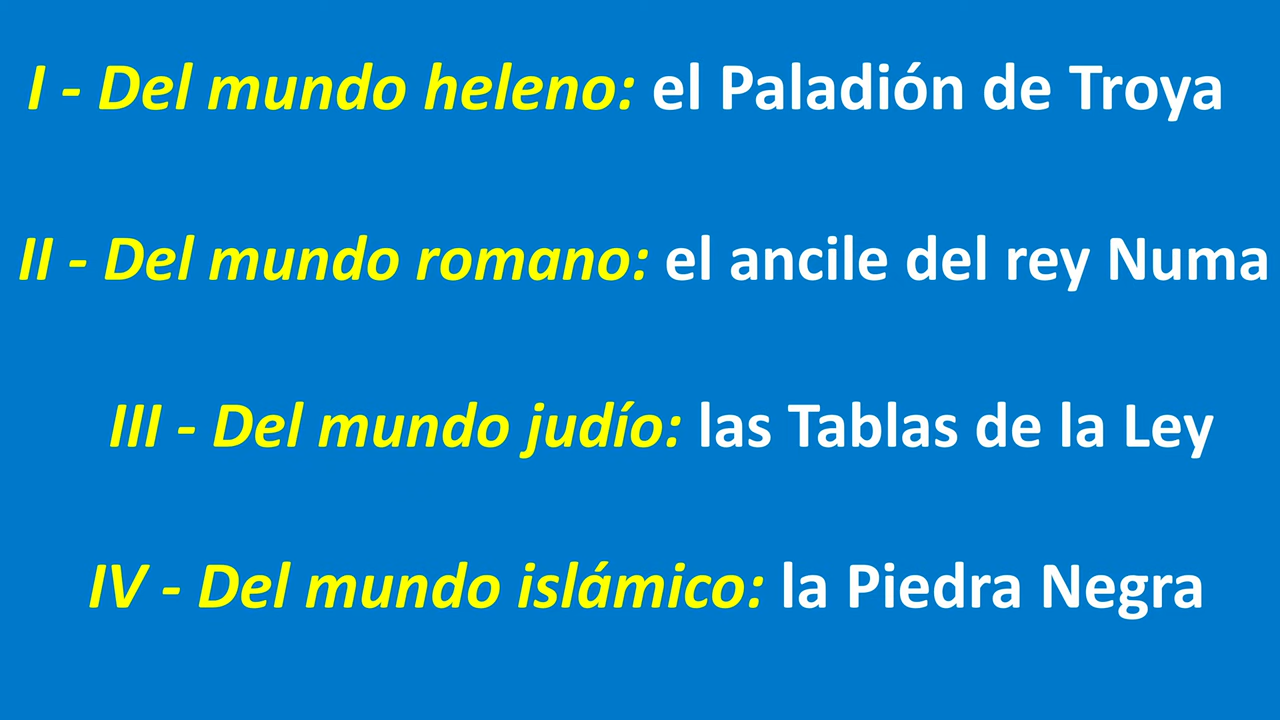 I - Del mundo heleno: el Paladión de Troya
II - Del mundo romano: el ancile del rey Numa
III - Del mundo judío: las Tablas de la Ley
IV - Del mundo islámico: la Piedra Negra